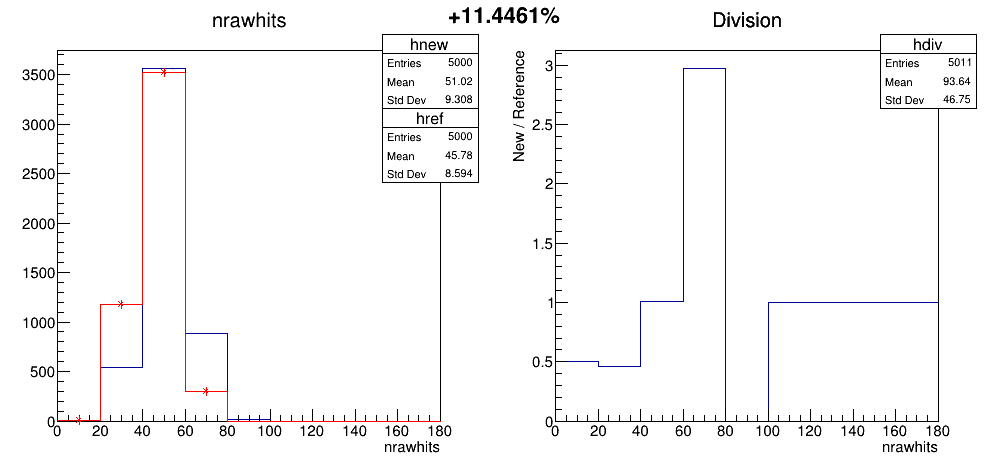 +11.4461%
nrawhits
hnew
Entries 5000
Mean 51.02
Std Dev 9.308
href
Entries 5000
Mean 45.78
Std Dev 8.594
3500
3000
2500
2000
1500
1000
500
0
0 20 40 60 80 100 120 140 160 180
nrawhits
Division
hdiv
Entries 5011
Mean 93.64
Std Dev 46.75
New / Reference
3
2.5
2
1.5
1
0.5
0
0 20 40 60 80 100 120 140 160 180
nrawhits